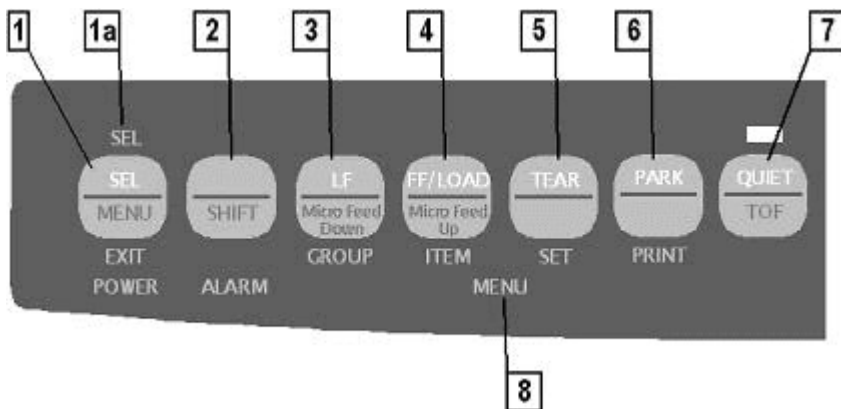 1 1a 2 3 4 5 6 7
SEL
SEL LF FF/LOAD TEAR PARK QUIET
MENU SHIFT Micro Feed Down Micro Feed Up TOF
EXIT GROUP ITEM SET PRINT
POWER ALARM MENU
8